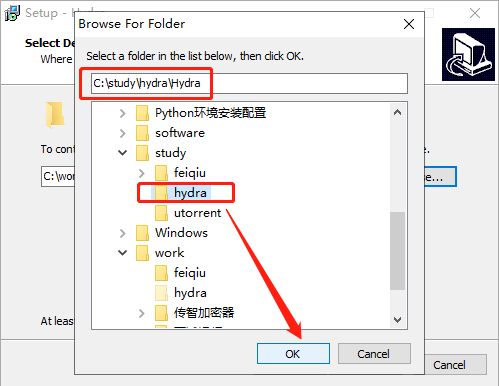 Setup - Hydra
Browse For Folder
Select De
Where
Select a folder in the list below, then click OK.
C:\study\hydra\Hydra
Python环境安装配置
software
study
feiqiu
hydra
utorrent
Windows
work
feiqiu
hydra
传智加密器
To cont
e.
C:\wor
se...
At leas
OK
Cancel
Cancel